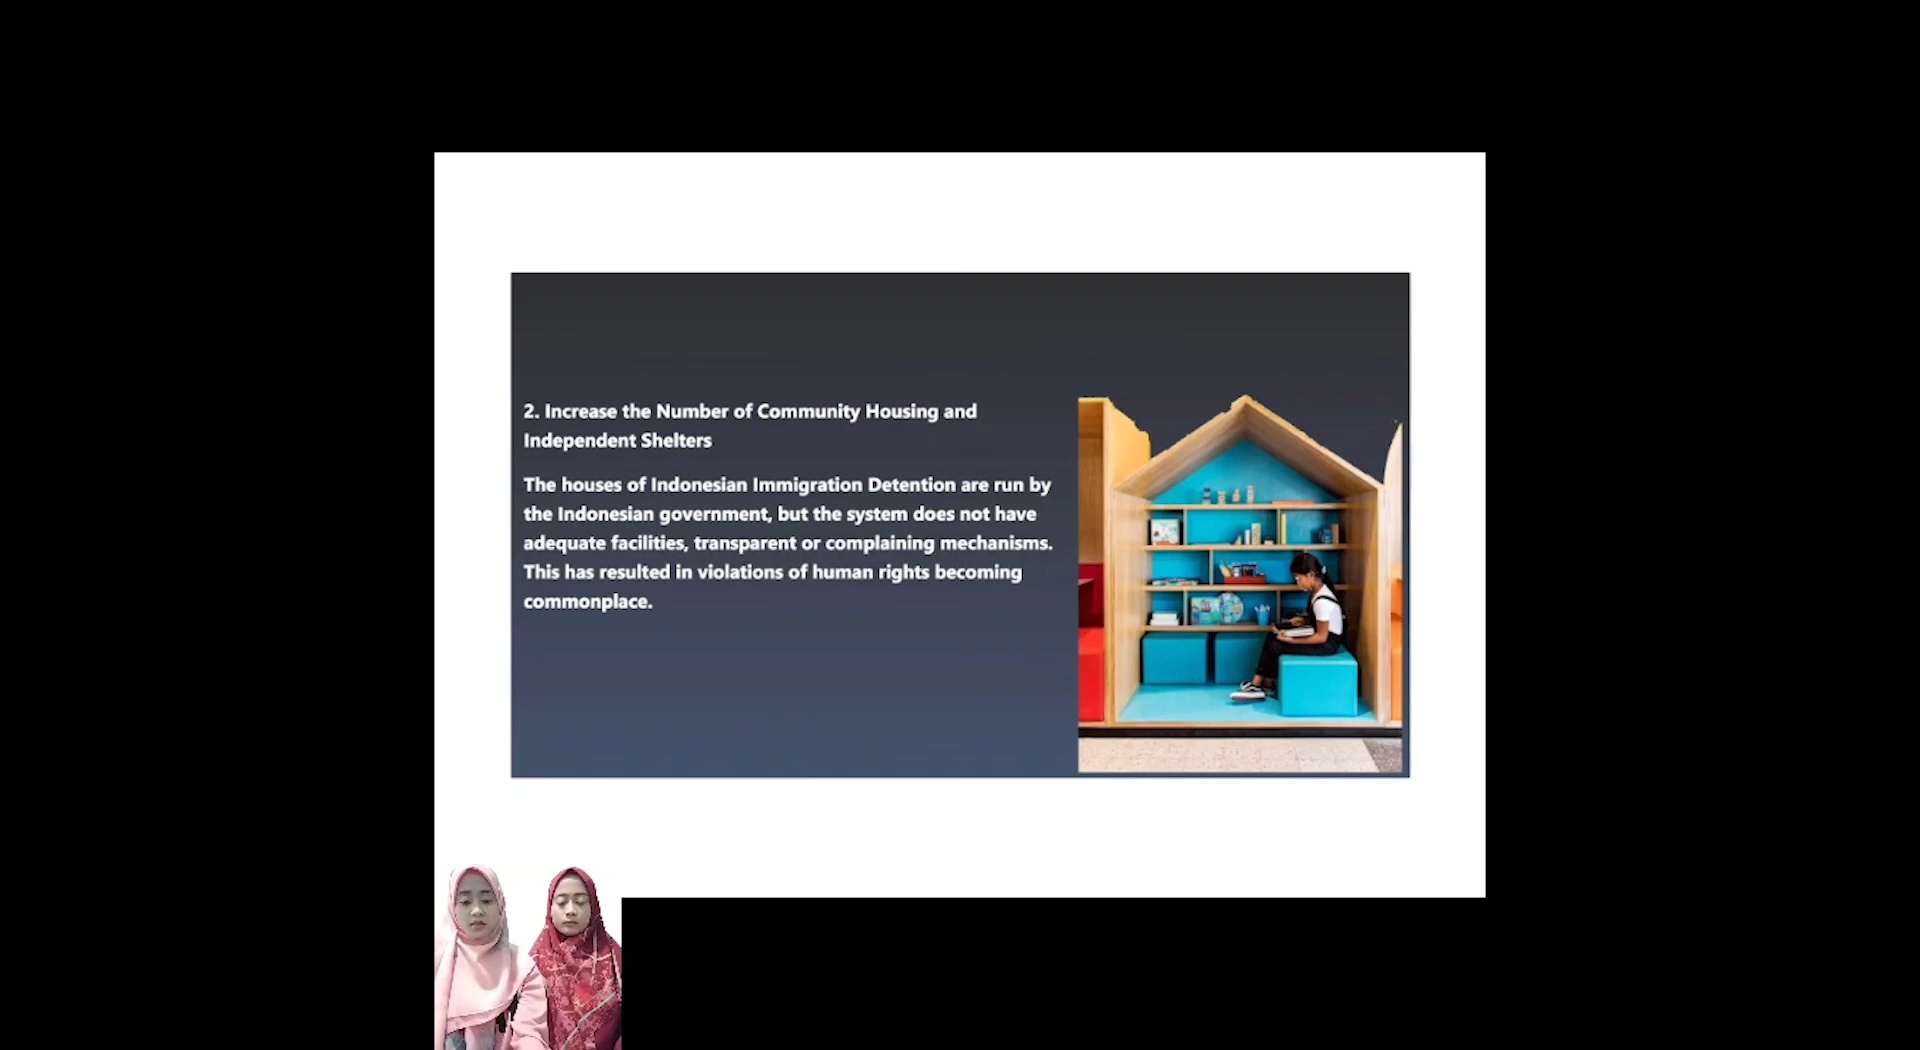 2. Increase the Number of Community Housing and
Independent Shelters
The houses of Indonesian Immigration Detention are run by
the Indonesian government, but the system does not have
adequate facilities, transparent or complaining mechanisms.
This has resulted in violations of human rights becoming
commonplace.